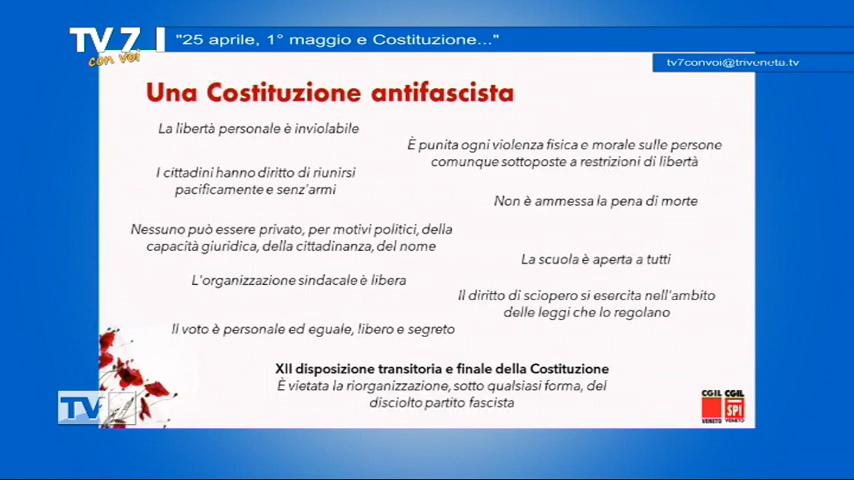 TV7
con voi
"25 aprile, 1° maggio e Costituzione..."
tv7convoi@triveneta.tv
Una Costituzione antifascista
La libertà personale è inviolabile
È punita ogni violenza fisica e morale sulle persone
comunque sottoposte a restrizioni di libertà
I cittadini hanno diritto di riunirsi
pacificamente e senz'armi
Non è ammessa la pena di morte
Nessuno può essere privato, per motivi politici, della
capacità giuridica, della cittadinanza, del nome
La scuola è aperta a tutti
L'organizzazione sindacale è libera
Il diritto di sciopero si esercita nell'ambito
delle leggi che lo regolano
Il voto è personale ed eguale, libero e segreto
XII disposizione transitoria e finale della Costituzione
È vietata la riorganizzazione, sotto qualsiasi forma, del
disciolto partito fascista
TV7
CGIL
VENETO
CGIL
SPI
VENETO